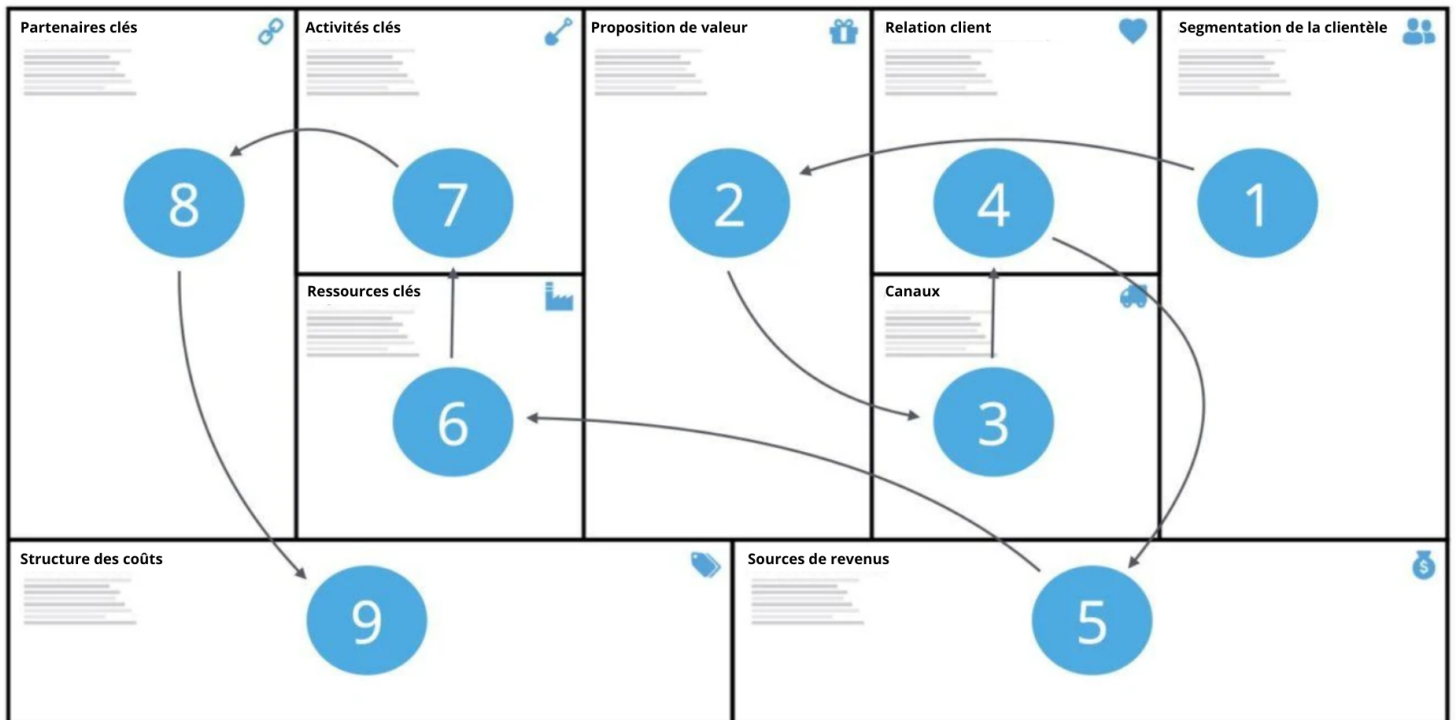 Partenaires clés
Activités clés
Proposition de valeur
Relation client
Segmentation de la clientèle
8
7
2
4
1
Ressources clés
Canaux
6
3
Structure des coûts
Sources de revenus
$
9
5